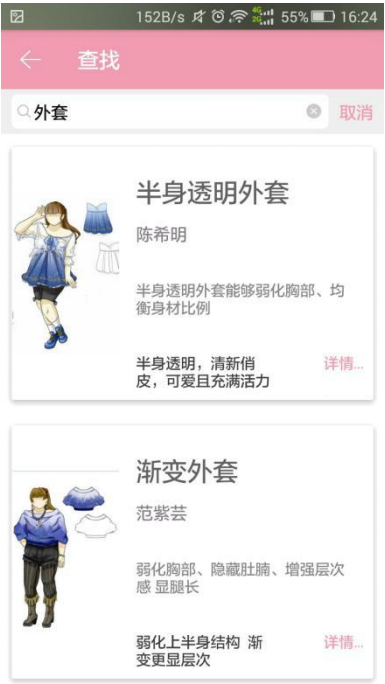 152B/s 4G 2G 55% 16:24
查找
外套 取消
半身透明外套
陈希明
半身透明外套能够弱化胸部、均
衡身材比例
半身透明，清新俏
皮，可爱且充满活力
详情...
渐变外套
范紫芸
弱化胸部、隐藏肚腩、增强层次
感 显腿长
弱化上半身结构 渐
变更显层次
详情...